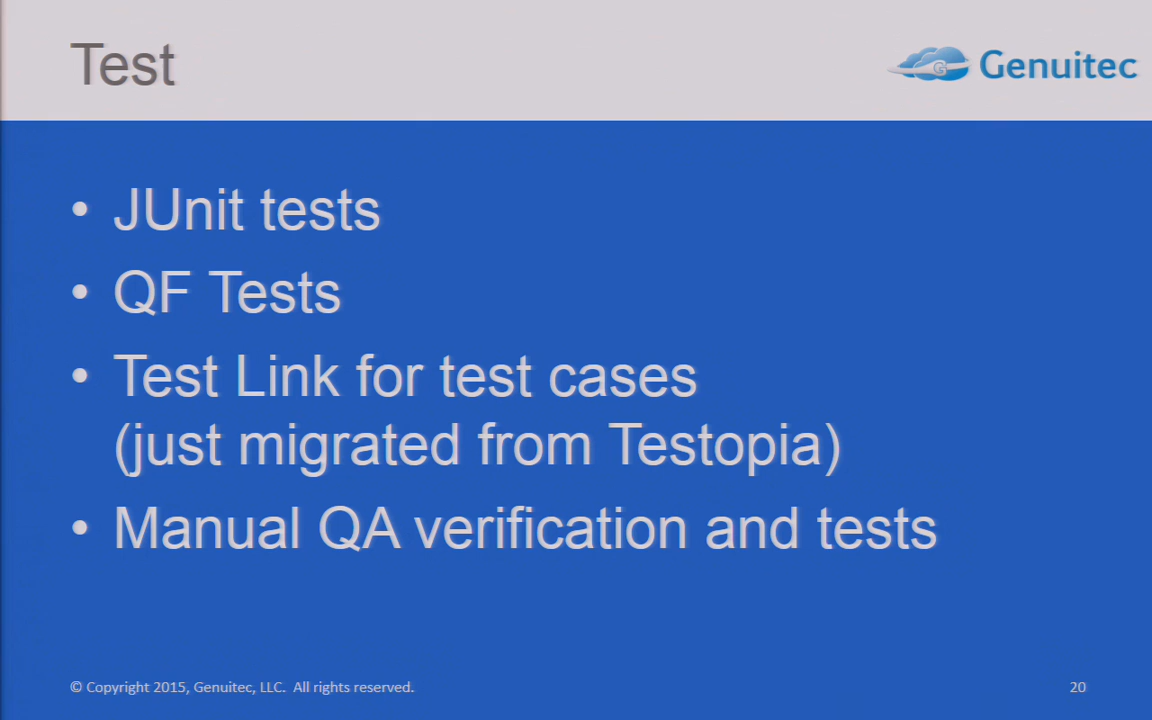 Test
Genuitec
• JUnit tests
• QF Tests
• Test Link for test cases
(just migrated from Testopia)
• Manual QA verification and tests
© Copyright 2015, Genuitec, LLC. All rights reserved.
20